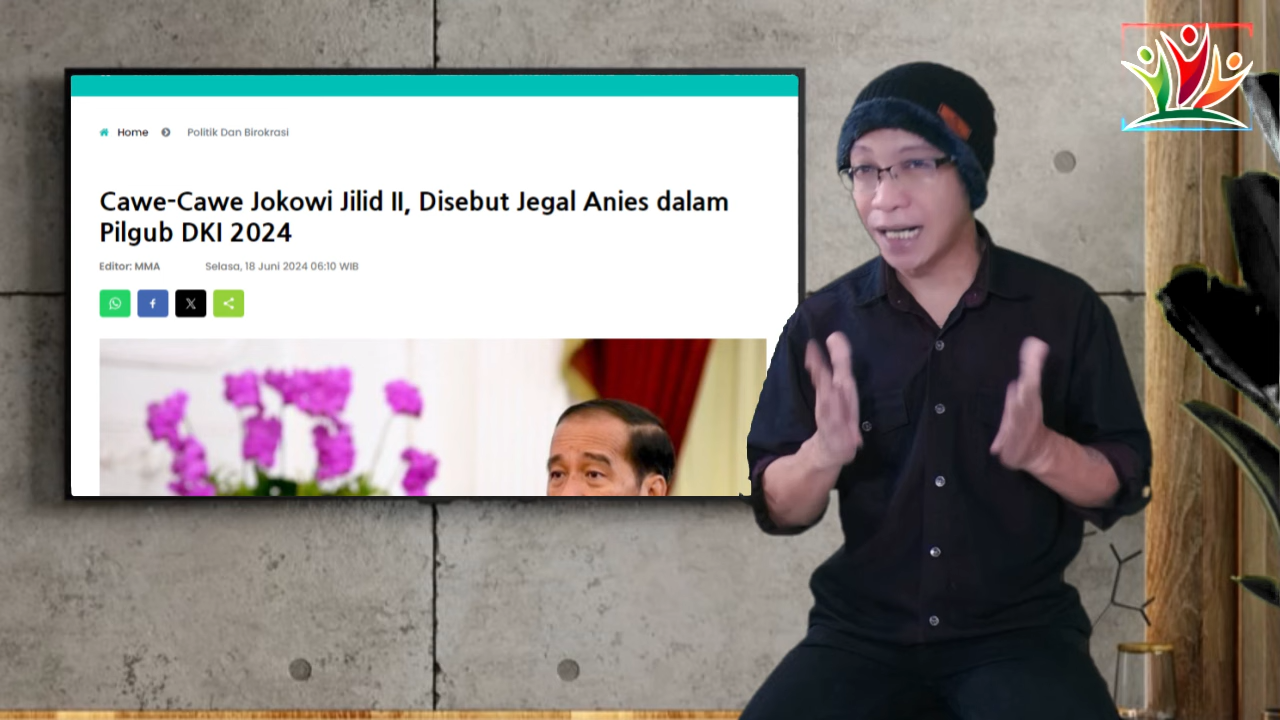 Home Politik Dan Birokrasi
Cawe-Cawe Jokowi Jilid II, Disebut Jegal Anies dalam
Pilgub DKI 2024
Editor: MMA Selasa, 18 Juni 2024 06:10 WIB